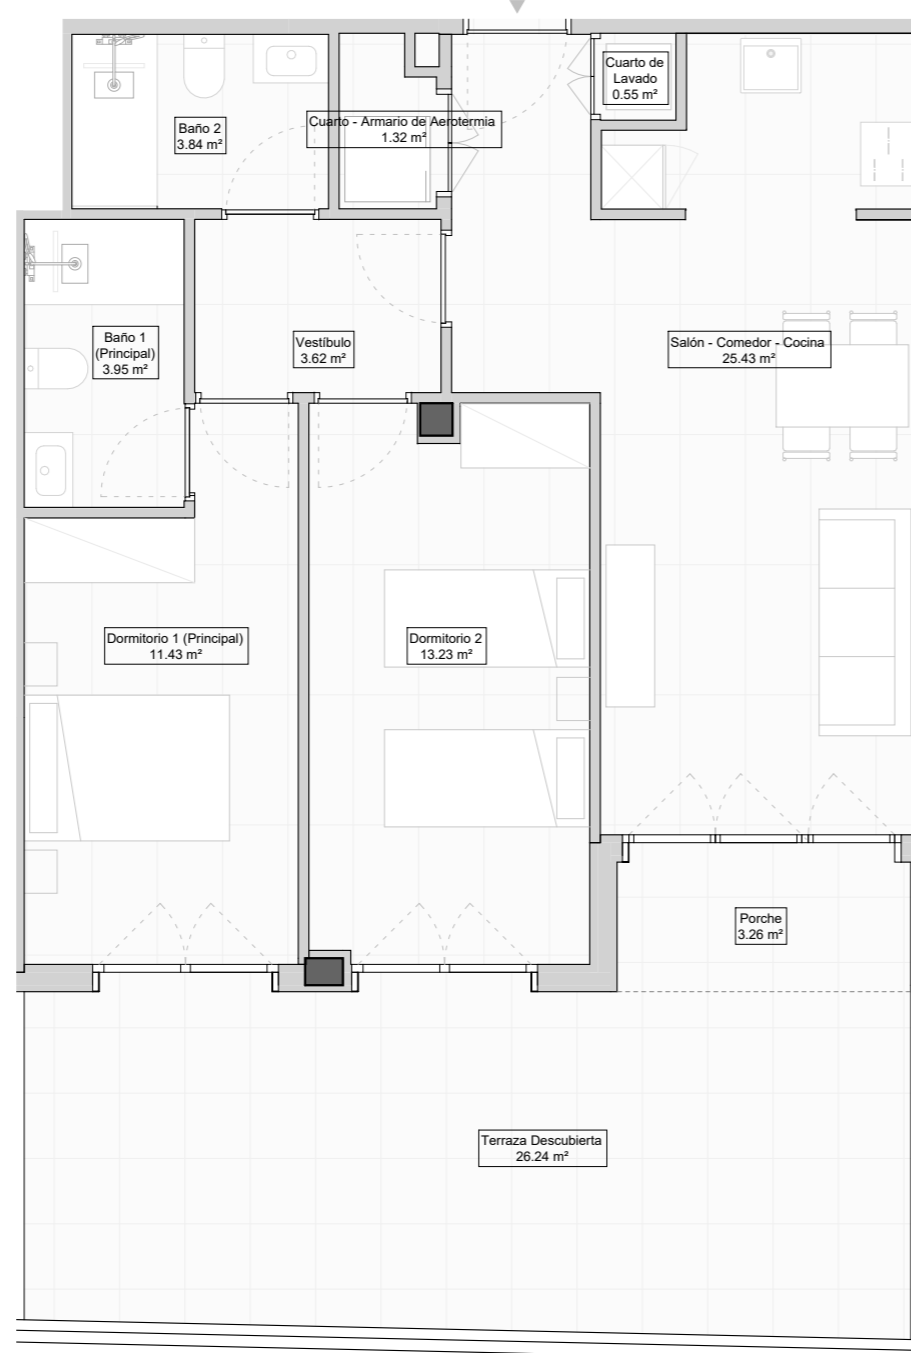 Cuarto de
Lavado
0.55 m²
Cuarto - Armario de Aerotermia
1.32 m²
Baño 2
3.84 m²
Baño 1
(Principal)
3.95 m²
Vestíbulo
3.62 m²
Salón - Comedor - Cocina
25.43 m²
Dormitorio 1 (Principal)
11.43 m²
Dormitorio 2
13.23 m²
Porche
3.26 m²
Terraza Descubierta
26.24 m²